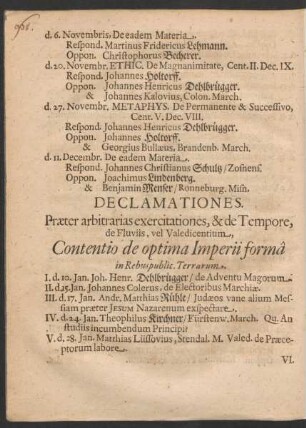 d. 6. Novembris. De eadem Materia.
Respond. Martinus Fridericus Lehmann.
Oppon. Christophorus Becherer.
d. 20. Novembr. ETHIC. De Magnanimitate, Cent. II. Dec. IX.
Respond. Johannes Holtorff.
Oppon. Johannes Henricus Dehlbrügger.
& Johannes Kalovius, Colon. March.
d. 27. Novembr. METAPHYS. De Permanente & Successivo,
Cent. V. Dec. VIII.
Respond. Johannes Henricus Dehlbrügger.
Oppon. Johannes Holtorff.
& Georgius Bullæus, Brandenb. March.
d. 11. Decembr. De eadem Materia.
Respond. Johannes Christianus Schultz / Zosnens.
Oppon. Joachimus Lindenberg.
& Benjamin Menser / Ronneburg. Misn.
DECLAMATIONES.
Præter arbitrarias exercitationes, & de Tempore,
de Fluviis, vel Valedicentium,
Contentio de optima Imperii formâ
in Rebuspublic. Terrarum.
I. d. 10. Jan. Joh. Henr. Dehlbrügger / de Adventu Magorum.
II. d. 15. Jan. Johannes Colerus, de Electoribus Marchiæ.
III. d. 17. Jan. Andr. Matthias Rühle / Judæos vane alium Mes-
siam præter JESUM Nazarenum exspectare.
IV. d. 24. Jan. Theophilus Kirchner / Fürstenw. March. Qu. An
studiis incumbendum Principi?
V. d. 28. Jan. Matthias Lüssovius, Stendal. M. Valed. de Præce-
ptorum labore.
VI.